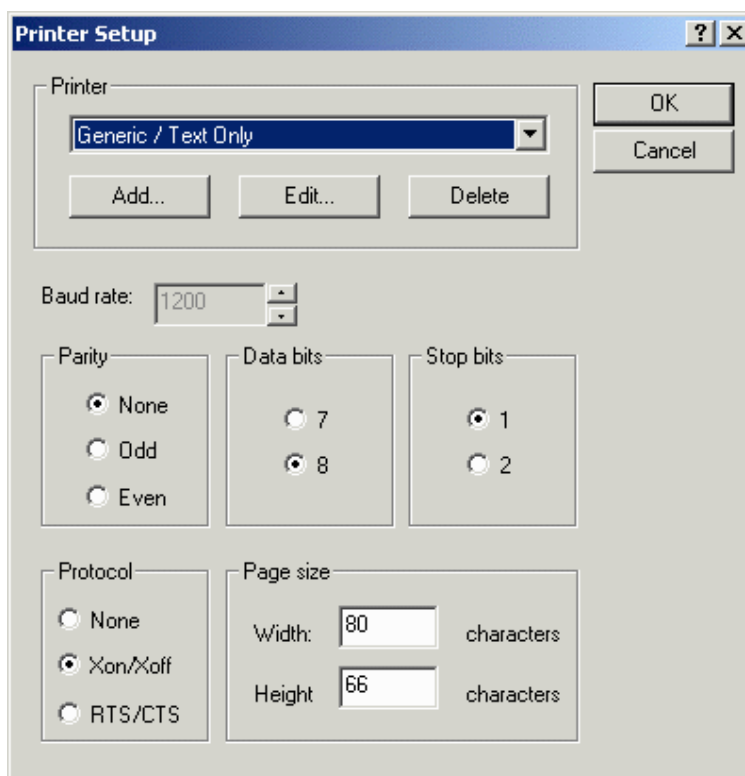 Printer Setup
Printer
Generic / Text Only
OK
Cancel
Add...
Edit...
Delete
Baud rate: 1200
Parity
None
Odd
Even
Data bits
7
8
Stop bits
1
2
Protocol
None
Xon/Xoff
RTS/CTS
Page size
Width: 80 characters
Height 66 characters